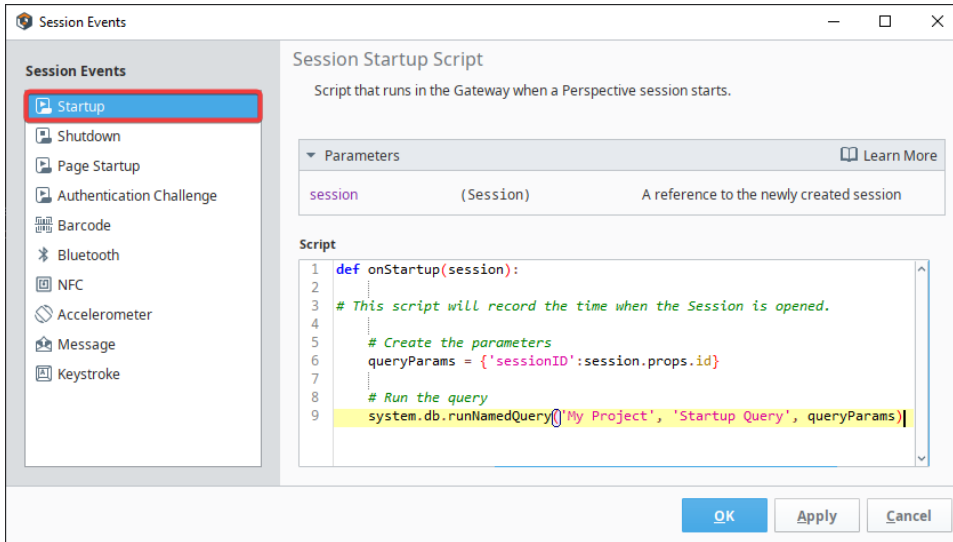 Session Events
Session Events
Startup
Shutdown
Page Startup
Authentication Challenge
Barcode
Bluetooth
NFC
Accelerometer
Message
Keystroke
Session Startup Script
Script that runs in the Gateway when a Perspective session starts.
Parameters Learn More
session (Session) A reference to the newly created session
Script
1 def onStartup(session):
2
3 # This script will record the time when the Session is opened.
4
5 # Create the parameters
6 queryParams = {'sessionID':session.props.id}
7
8 # Run the query
9 system.db.runNamedQuery('My Project', 'Startup Query', queryParams)
OK Apply Cancel